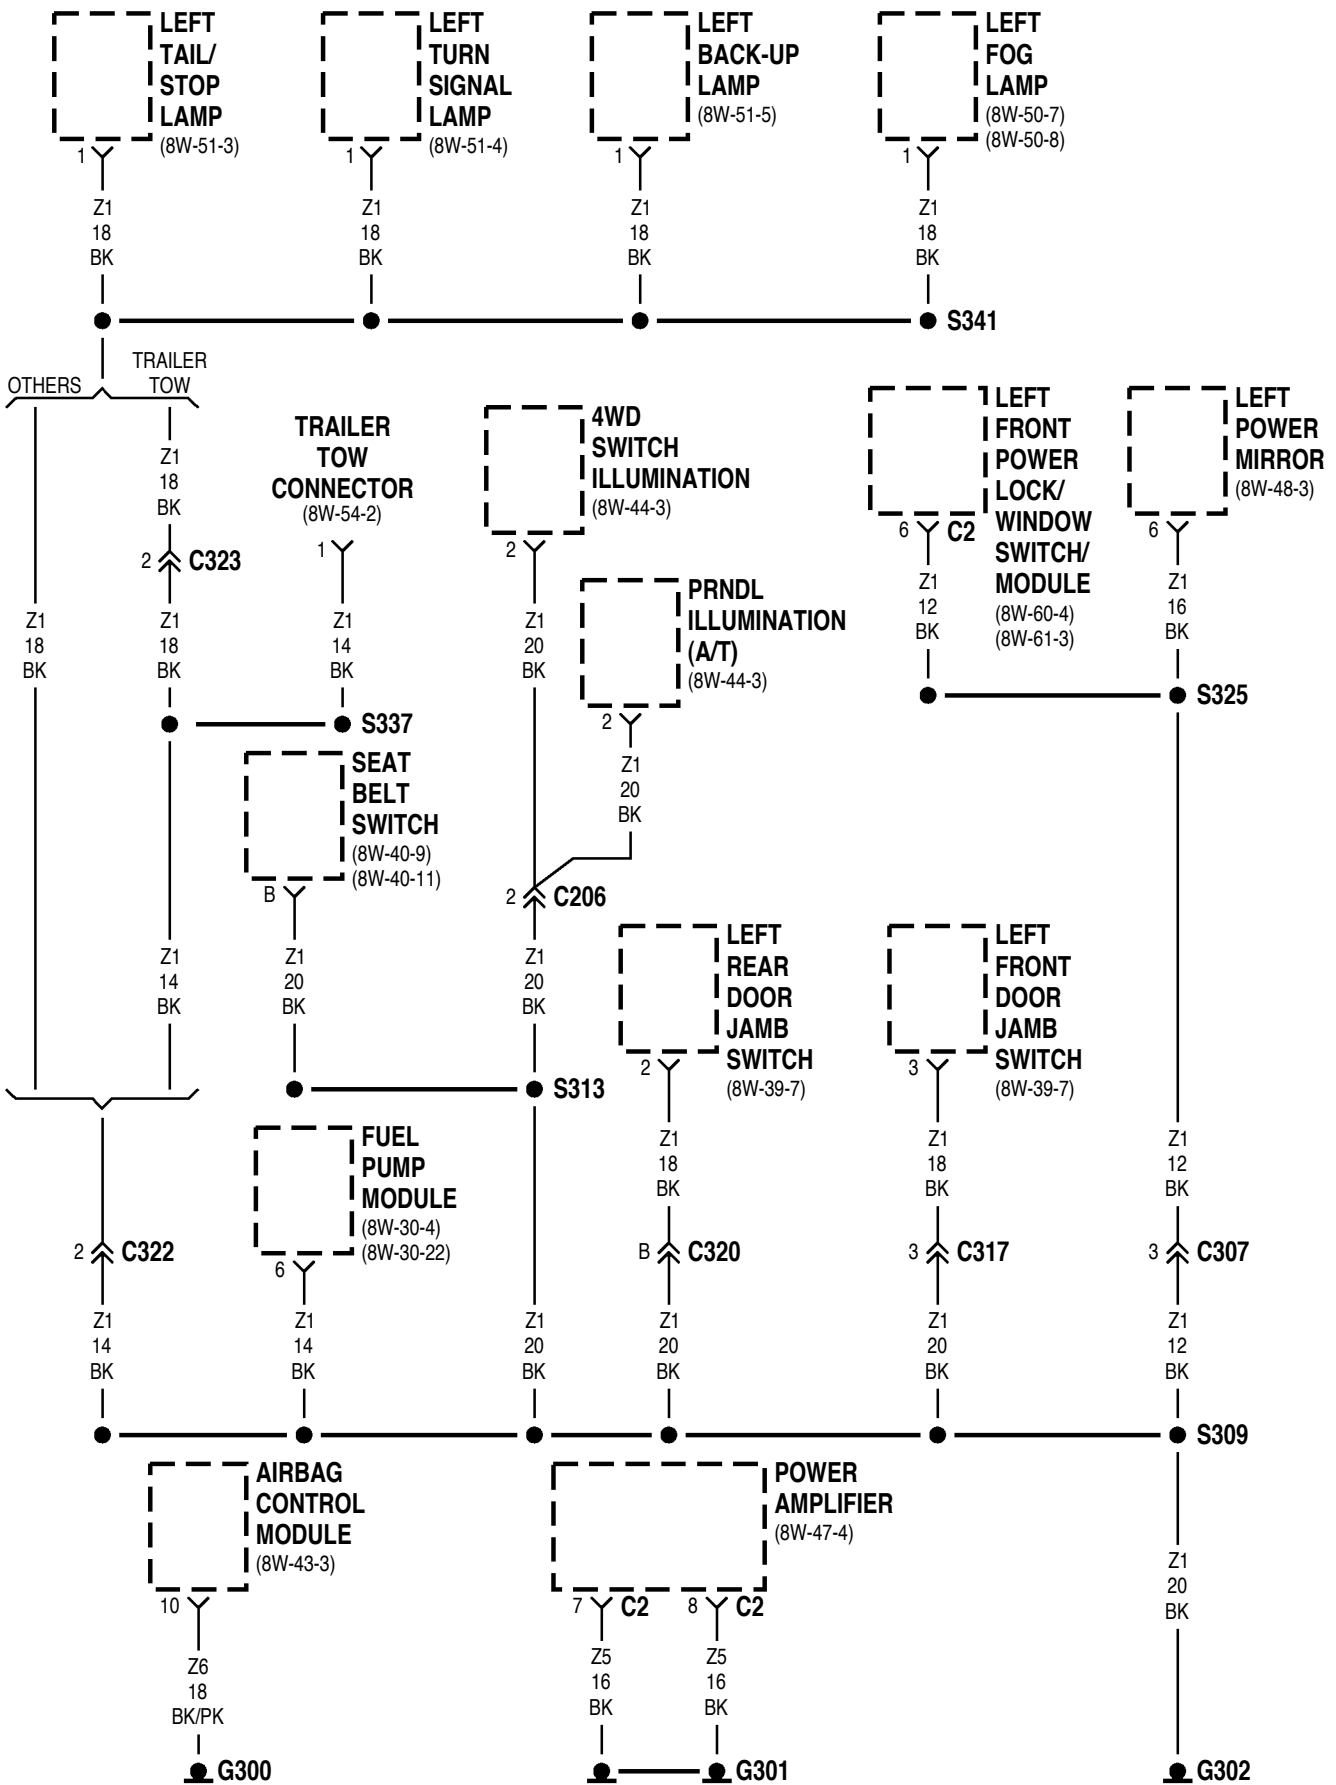 LEFT
TAIL/
STOP
LAMP
(8W-51-3)
1
LEFT
TURN
SIGNAL
LAMP
(8W-51-4)
1
LEFT
BACK-UP
LAMP
(8W-51-5)
1
LEFT
FOG
LAMP
(8W-50-7)
(8W-50-8)
1
Z1
18
BK
Z1
18
BK
Z1
18
BK
Z1
18
BK
S341
OTHERS
TRAILER
TOW
Z1
18
BK
2
C323
Z1
18
BK
Z1
18
BK
TRAILER
TOW
CONNECTOR
(8W-54-2)
1
Z1
14
BK
S337
4WD
SWITCH
ILLUMINATION
(8W-44-3)
2
Z1
20
BK
PRNDL
ILLUMINATION
(A/T)
(8W-44-3)
2
Z1
20
BK
LEFT
FRONT
POWER
LOCK/
WINDOW
SWITCH/
MODULE
(8W-60-4)
(8W-61-3)
6
C2
Z1
12
BK
LEFT
POWER
MIRROR
(8W-48-3)
6
Z1
16
BK
S325
SEAT
BELT
SWITCH
(8W-40-9)
(8W-40-11)
B
2
C206
Z1
14
BK
Z1
20
BK
Z1
20
BK
S313
LEFT
REAR
DOOR
JAMB
SWITCH
(8W-39-7)
2
LEFT
FRONT
DOOR
JAMB
SWITCH
(8W-39-7)
3
Z1
18
BK
Z1
18
BK
Z1
12
BK
FUEL
PUMP
MODULE
(8W-30-4)
(8W-30-22)
6
2
C322
B
C320
3
C317
3
C307
Z1
14
BK
Z1
14
BK
Z1
20
BK
Z1
20
BK
Z1
20
BK
Z1
12
BK
S309
AIRBAG
CONTROL
MODULE
(8W-43-3)
10
Z6
18
BK/PK
G300
POWER
AMPLIFIER
(8W-47-4)
7
C2
8
C2
Z5
16
BK
Z5
16
BK
G301
Z1
20
BK
G302